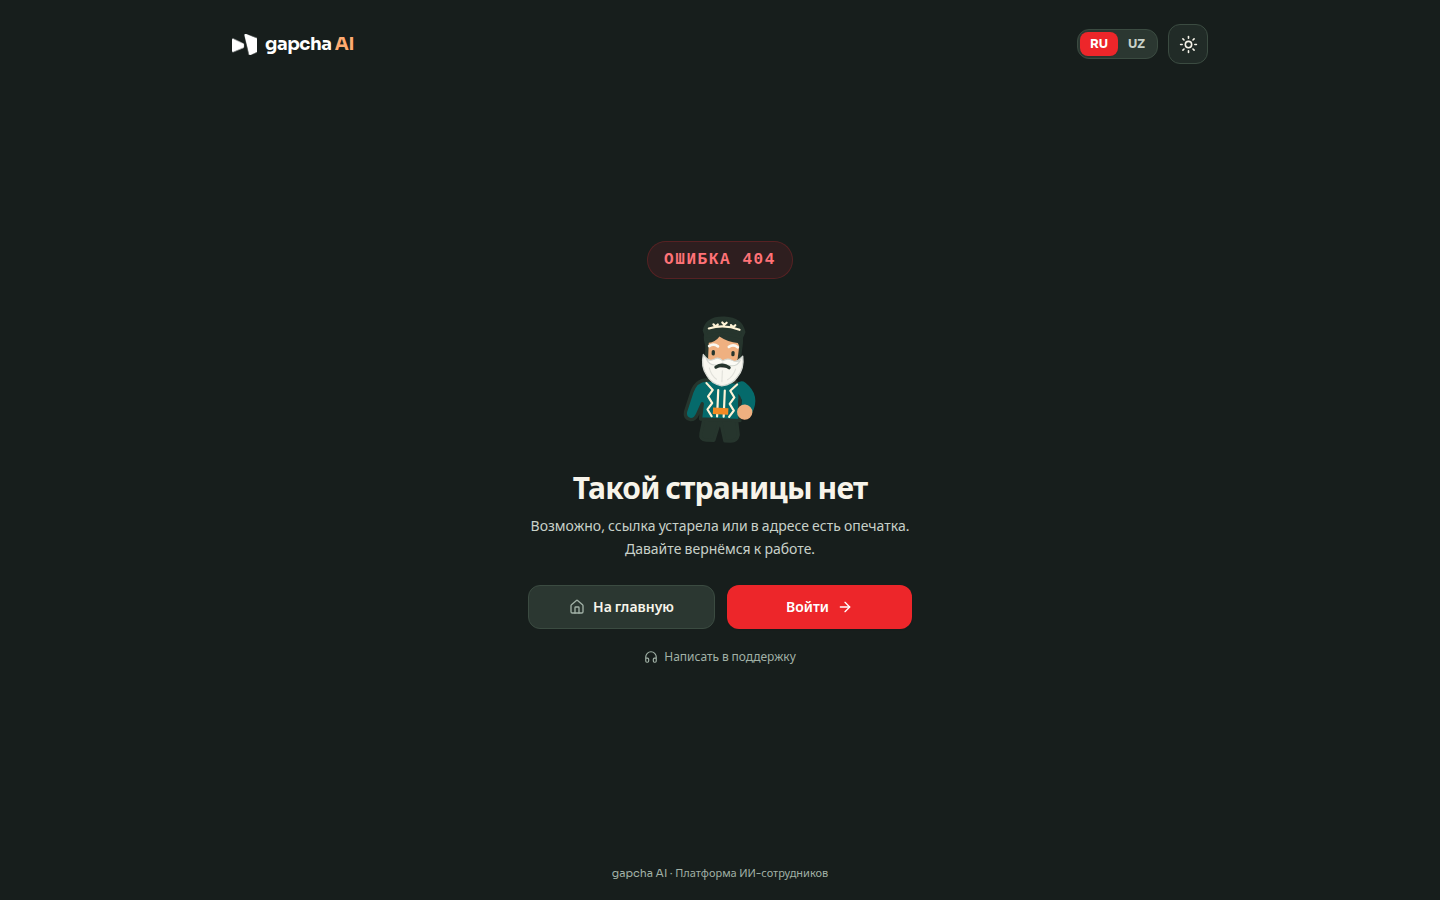 gapcha AI
RU UZ
ОШИБКА 404
Такой страницы нет
Возможно, ссылка устарела или в адресе есть опечатка.
Давайте вернёмся к работе.
На главную
Войти
Написать в поддержку
gapcha AI · Платформа ИИ-сотрудников